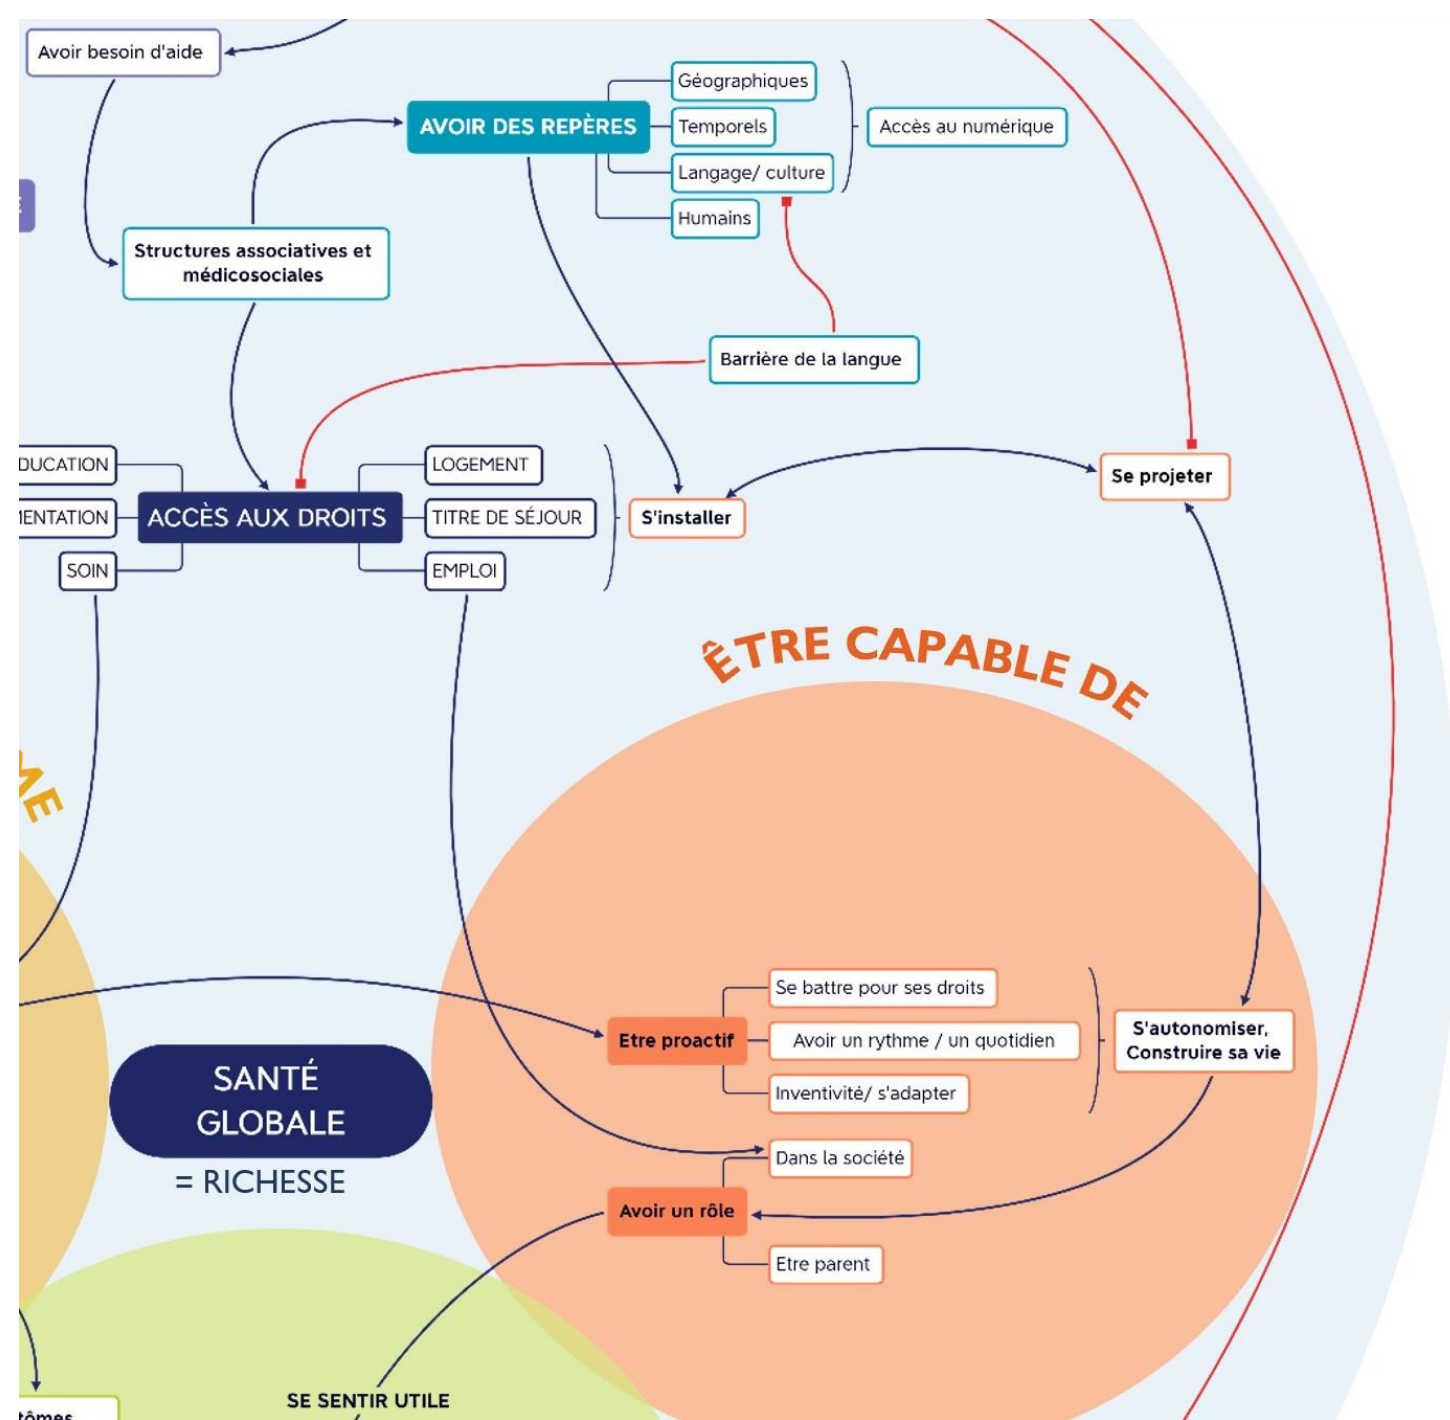 Avoir besoin d'aide
Géographiques
AVOIR DES REPÈRES
Temporels
Accès au numérique
Langage/ culture
Humains
Structures associatives et
médicosociales
Barrière de la langue
LOGEMENT
Se projeter
ACCÈS AUX DROITS
TITRE DE SÉJOUR
S'installer
SOIN
EMPLOI
ÊTRE CAPABLE DE
Se battre pour ses droits
Etre proactif
Avoir un rythme / un quotidien
S'autonomiser,
Construire sa vie
Inventivité/ s'adapter
SANTÉ
GLOBALE
= RICHESSE
Dans la société
Avoir un rôle
Etre parent
SE SENTIR UTILE